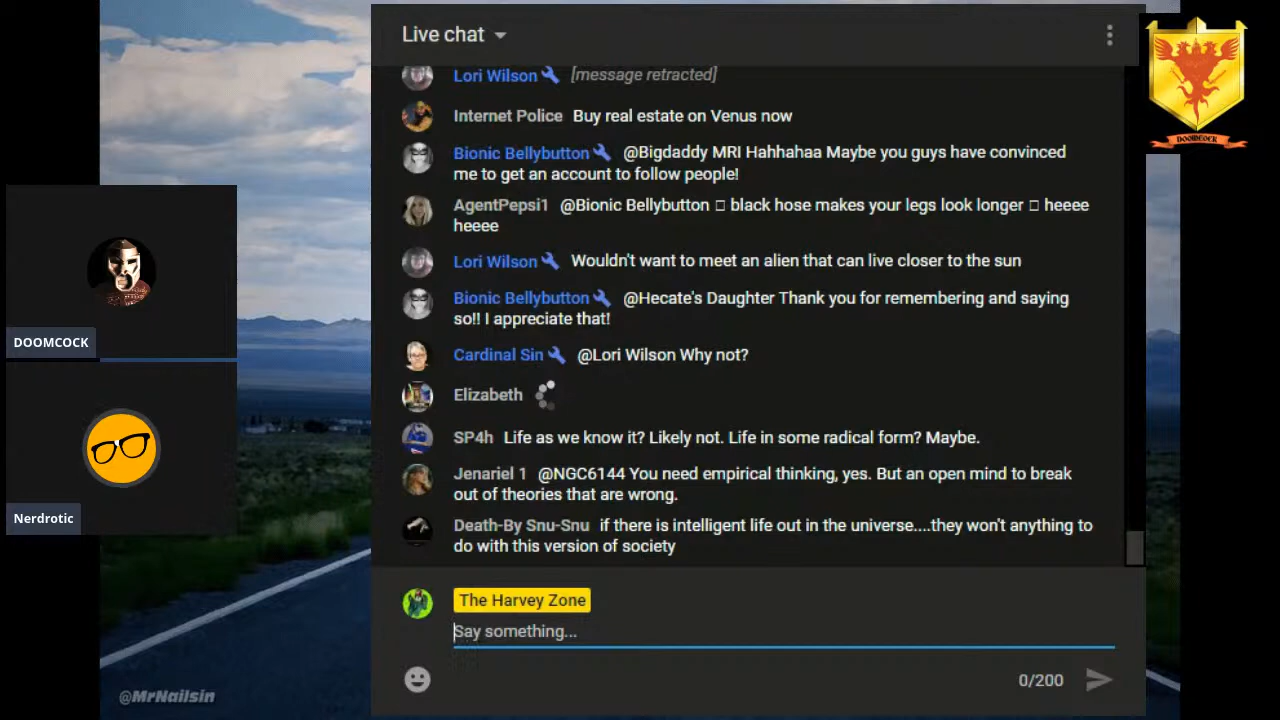 Live chat
Lori Wilson [message retracted]
Internet Police Buy real estate on Venus now
Bionic Bellybutton @Bigdaddy MRI Hahhahaa Maybe you guys have convinced
me to get an account to follow people!
AgentPepsi1 @Bionic Bellybutton □ black hose makes your legs look longer □ heeee
heeee
Lori Wilson Wouldn't want to meet an alien that can live closer to the sun
Bionic Bellybutton @Hecate's Daughter Thank you for remembering and saying
so!! I appreciate that!
Cardinal Sin @Lori Wilson Why not?
Elizabeth
SP4h Life as we know it? Likely not. Life in some radical form? Maybe.
Jenariel 1 @NGC6144 You need empirical thinking, yes. But an open mind to break
out of theories that are wrong.
Death-By Snu-Snu if there is intelligent life out in the universe....they won't anything to
do with this version of society
The Harvey Zone
Say something...
0/200
DOOMCOCK
DOOMCOCK
Nerdrotic
@MrNailsin